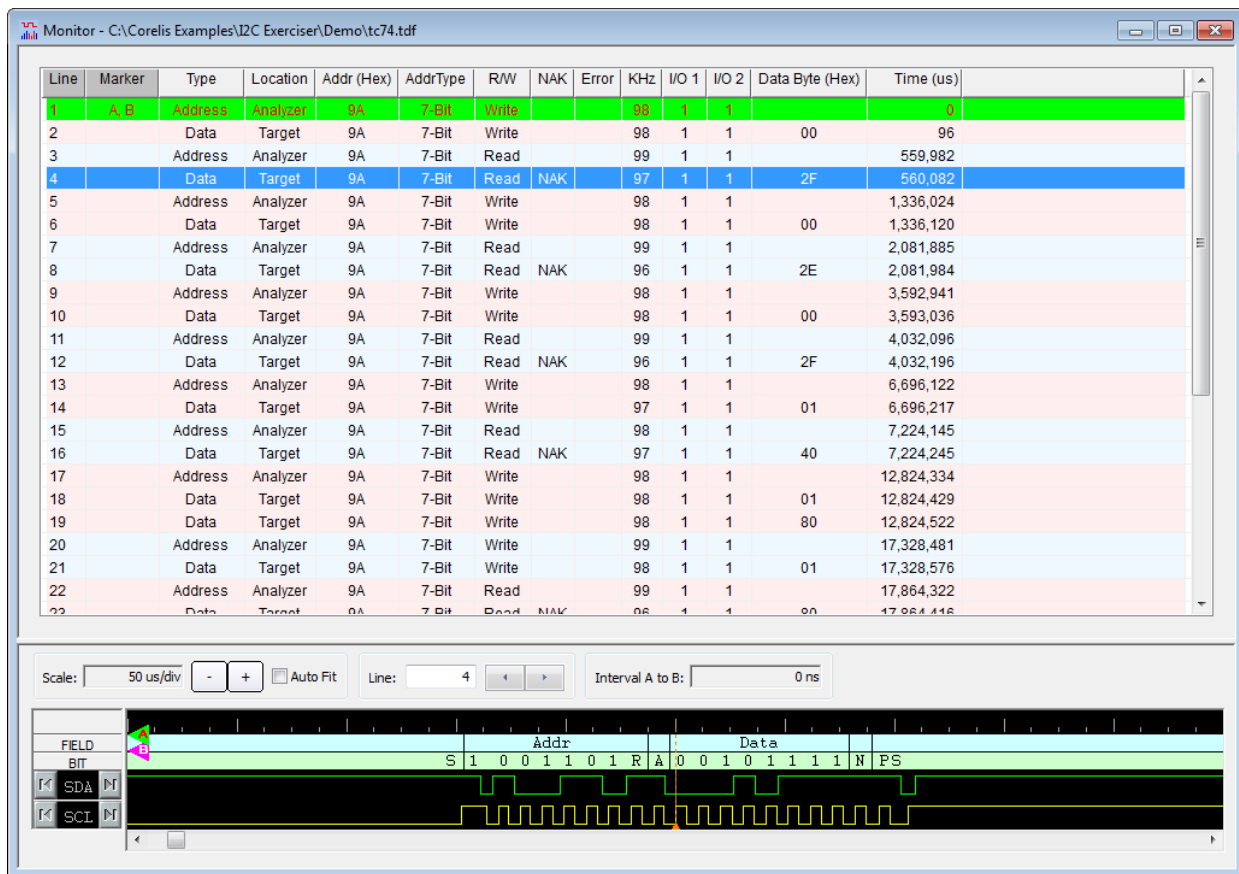 Monitor - C:\Corelis Examples\I2C Exerciser\Demo\tc74.tdf
Line Marker Type Location Addr (Hex) AddrType R/W NAK Error KHz I/O 1 I/O 2 Data Byte (Hex) Time (us)
1 A, B Address Analyzer 9A 7-Bit Write 98 1 1 0
2 Data Target 9A 7-Bit Write 98 1 1 00 96
3 Address Analyzer 9A 7-Bit Read 99 1 1 559,982
4 Data Target 9A 7-Bit Read NAK 97 1 1 2F 560,082
5 Address Analyzer 9A 7-Bit Write 98 1 1 1,336,024
6 Data Target 9A 7-Bit Write 98 1 1 00 1,336,120
7 Address Analyzer 9A 7-Bit Read 99 1 1 2,081,885
8 Data Target 9A 7-Bit Read NAK 96 1 1 2E 2,081,984
9 Address Analyzer 9A 7-Bit Write 98 1 1 3,592,941
10 Data Target 9A 7-Bit Write 98 1 1 00 3,593,036
11 Address Analyzer 9A 7-Bit Read 99 1 1 4,032,096
12 Data Target 9A 7-Bit Read NAK 96 1 1 2F 4,032,196
13 Address Analyzer 9A 7-Bit Write 98 1 1 6,696,122
14 Data Target 9A 7-Bit Write 97 1 1 01 6,696,217
15 Address Analyzer 9A 7-Bit Read 98 1 1 7,224,145
16 Data Target 9A 7-Bit Read NAK 97 1 1 40 7,224,245
17 Address Analyzer 9A 7-Bit Write 98 1 1 12,824,334
18 Data Target 9A 7-Bit Write 98 1 1 01 12,824,429
19 Data Target 9A 7-Bit Write 98 1 1 80 12,824,522
20 Address Analyzer 9A 7-Bit Write 99 1 1 17,328,481
21 Data Target 9A 7-Bit Write 98 1 1 01 17,328,576
22 Address Analyzer 9A 7-Bit Read 99 1 1 17,864,322
23 Data Target 9A 7-Bit Read NAK 96 1 1 80 17,864,416
Scale: 50 us/div - + Auto Fit Line: 4 Interval A to B: 0 ns
A
FIELD B Addr Data
BIT S 1 0 0 1 1 0 1 R A 0 0 1 0 1 1 1 1 N PS
SDA
SCL